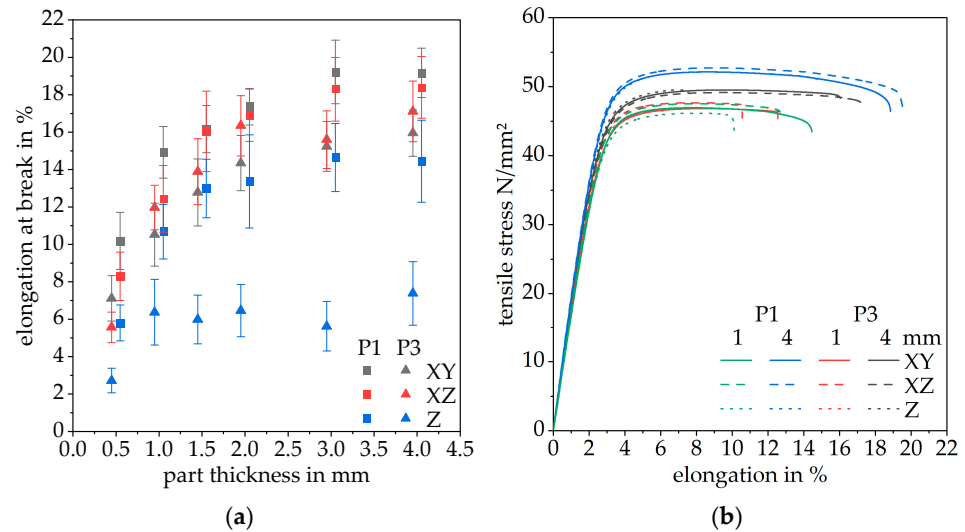 22
20
18
16
14
12
10
8
6
4
2
0
elongation at break in %
P1 P3
XY
XZ
Z
0.0 0.5 1.0 1.5 2.0 2.5 3.0 3.5 4.0 4.5
part thickness in mm
(a)
60
50
40
30
20
10
0
tensile stress N/mm²
P1 P3
1 4 1 4 mm
XY
XZ
Z
0 2 4 6 8 10 12 14 16 18 20 22
elongation in %
(b)